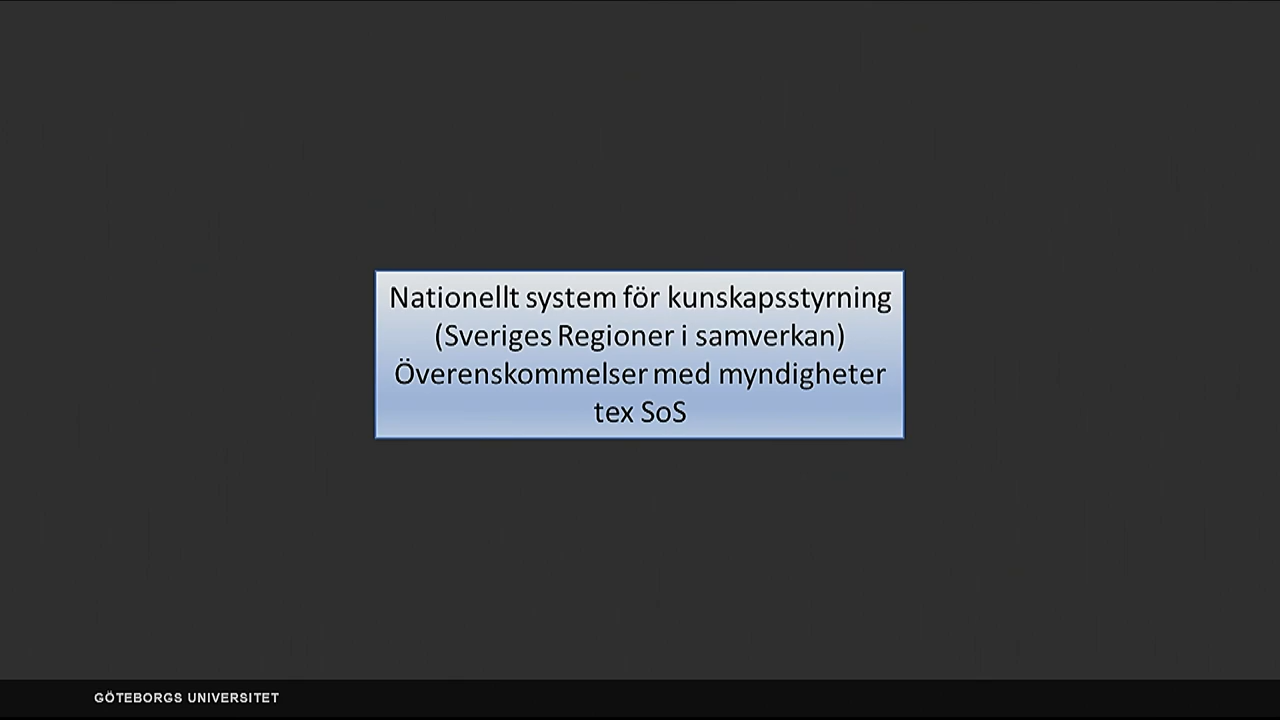 Nationellt system för kunskapsstyrning
(Sveriges Regioner i samverkan)
Överenskommelser med myndigheter
tex SoS
GÖTEBORGS UNIVERSITET